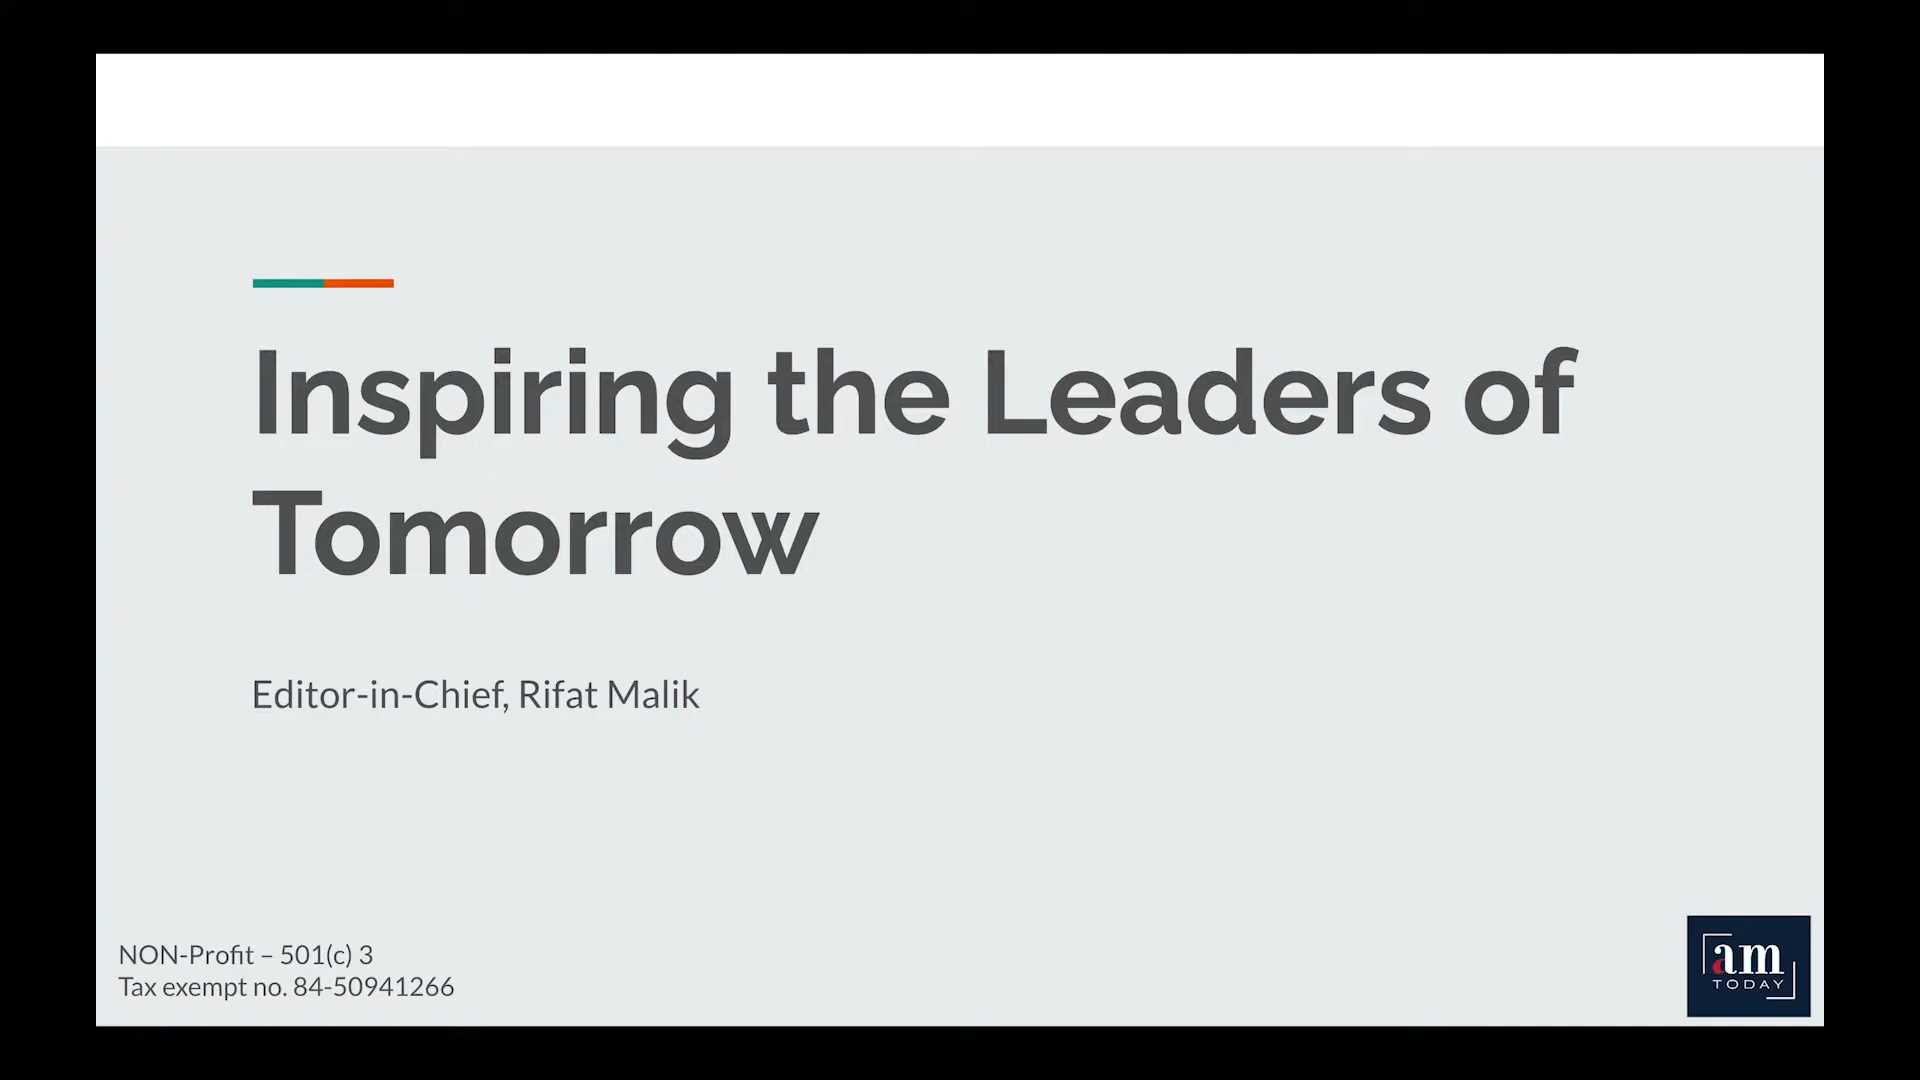 Inspiring the Leaders of
Tomorrow
Editor-in-Chief, Rifat Malik
NON-Profit – 501(c) 3
Tax exempt no. 84-50941266
am
TODAY